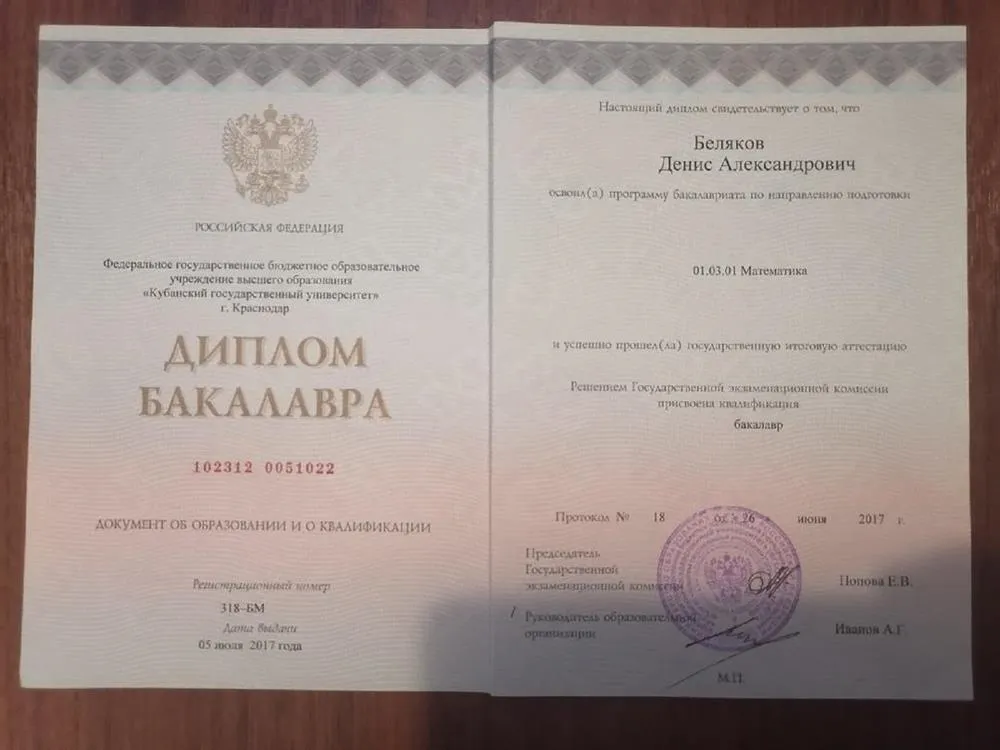 РОССИЙСКАЯ ФЕДЕРАЦИЯ
Федеральное государственное бюджетное образовательное
учреждение высшего образования
«Кубанский государственный университет»
г. Краснодар
ДИПЛОМ
БАКАЛАВРА
102312 0051022
ДОКУМЕНТ ОБ ОБРАЗОВАНИИ И О КВАЛИФИКАЦИИ
Регистрационный номер
318–БМ
Дата выдачи
05 июля 2017 года
Настоящий диплом свидетельствует о том, что
Беляков
Денис Александрович
освоил(а) программу бакалавриата по направлению подготовки
01.03.01 Математика
и успешно прошел(ла) государственную итоговую аттестацию
Решением Государственной экзаменационной комиссии
присвоена квалификация
бакалавр
Протокол № 18 от « 26 июня 2017 г.
Председатель
Государственной
экзаменационной комиссии
Попова Е.В.
/ Руководитель образовательной
организации
Иванов А.Г.
М.П.